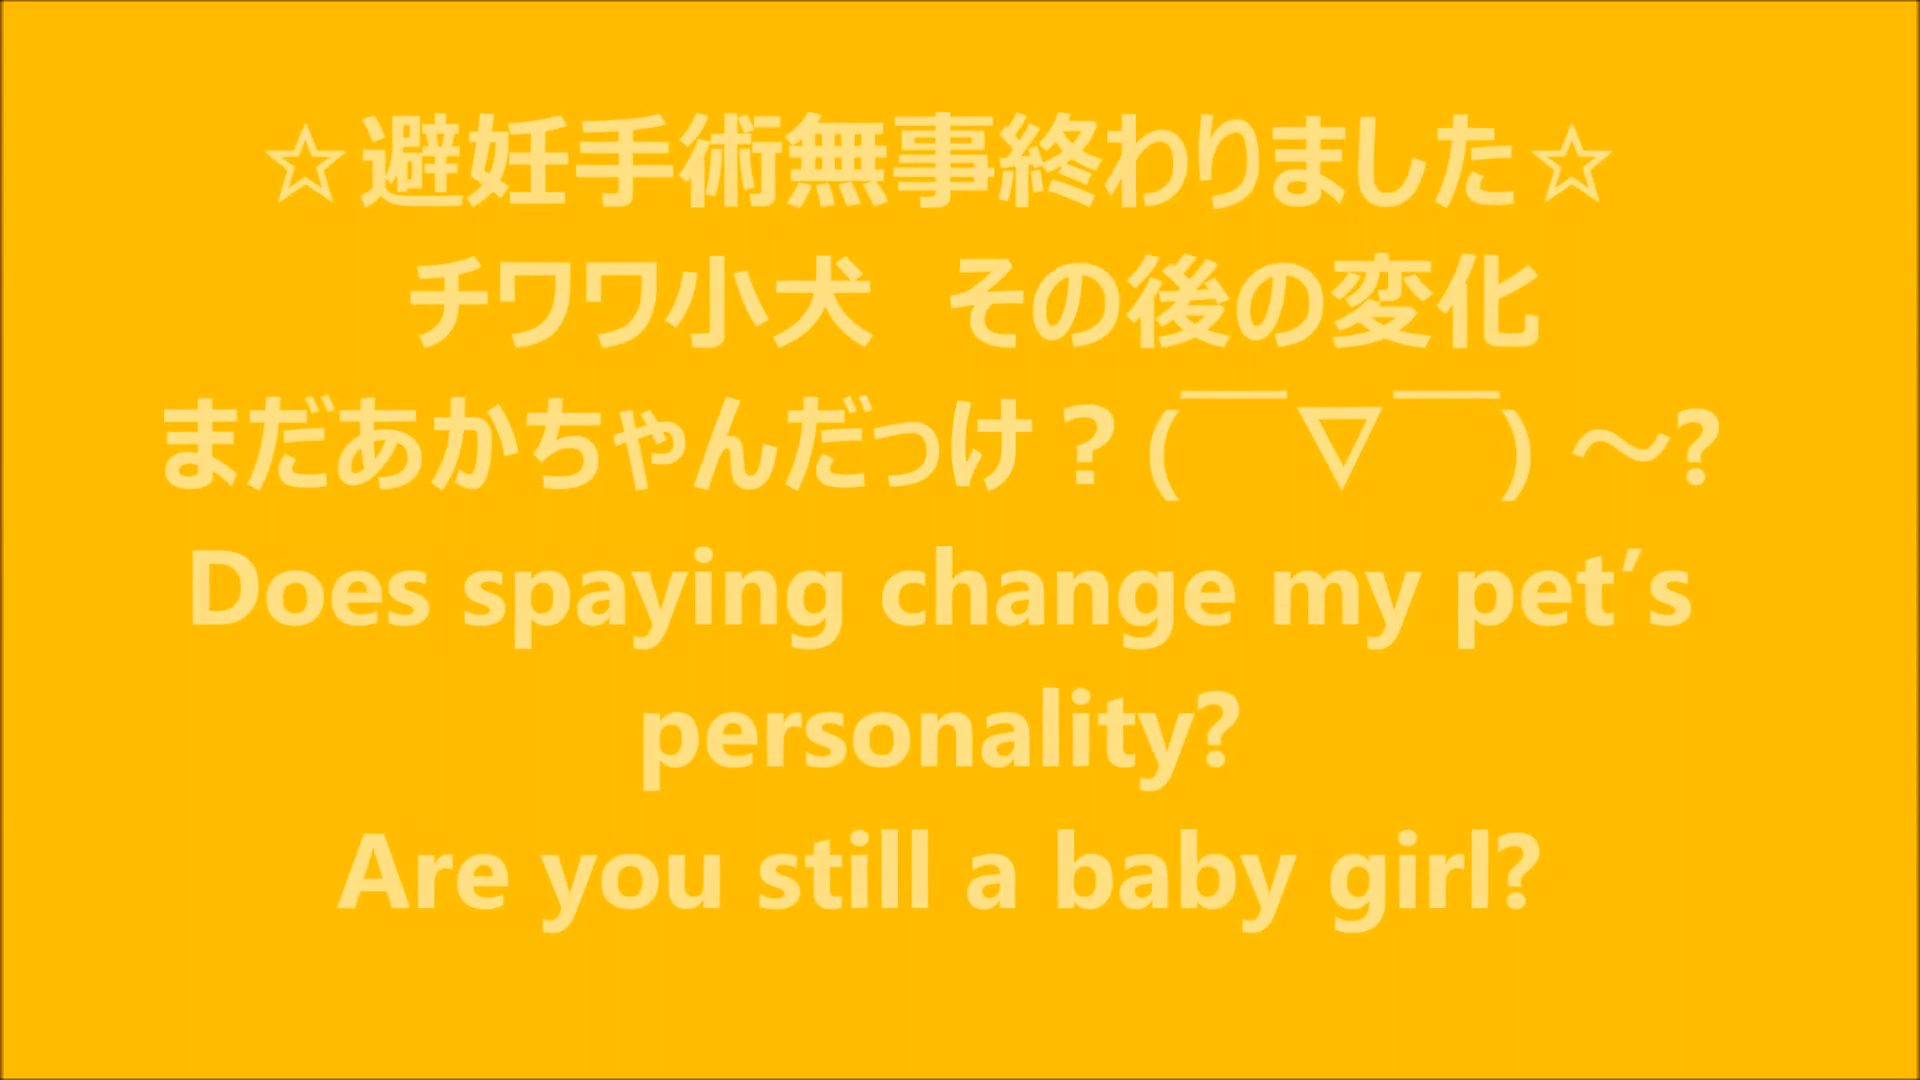 ☆避妊手術無事終わりました☆
チワワ小犬　その後の変化
まだあかちゃんだっけ？(￣▽￣) ～?
Does spaying change my pet’s
personality?
Are you still a baby girl?